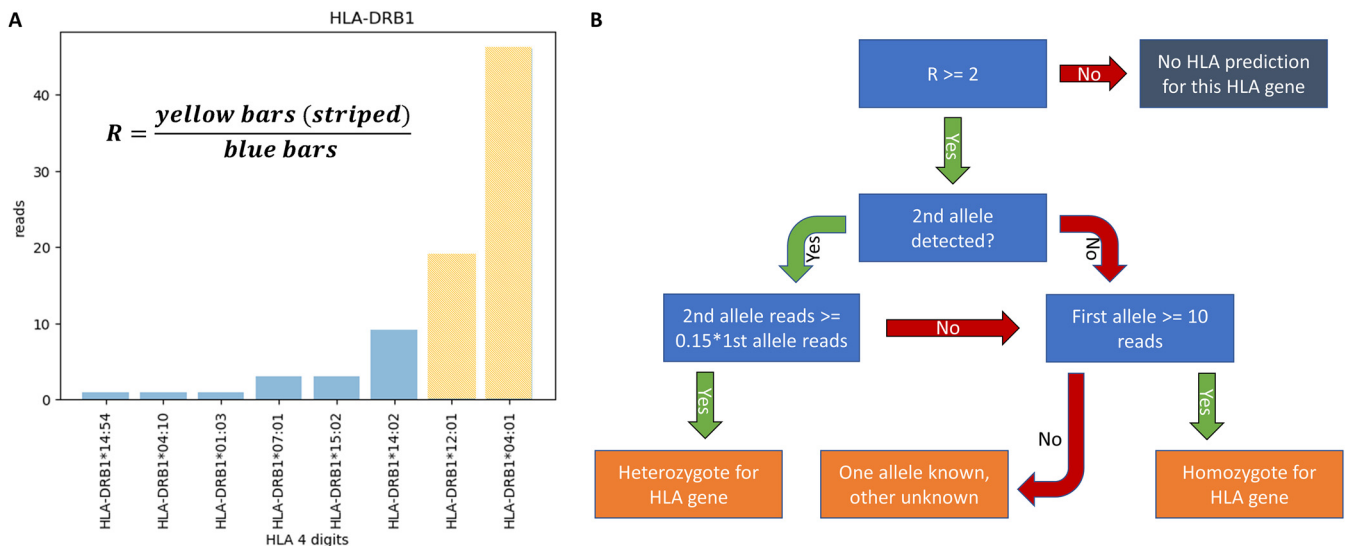 A
HLA-DRB1
R = yellow bars (striped) / blue bars
reads
40
30
20
10
0
HLA-DRB1*14:54
HLA-DRB1*04:10
HLA-DRB1*01:03
HLA-DRB1*07:01
HLA-DRB1*15:02
HLA-DRB1*14:02
HLA-DRB1*12:01
HLA-DRB1*04:01
HLA 4 digits
B
R >= 2
No
No HLA prediction
for this HLA gene
Yes
2nd allele
detected?
Yes
No
2nd allele reads >=
0.15*1st allele reads
No
First allele >= 10
reads
Yes
No
Yes
Heterozygote for
HLA gene
One allele known,
other unknown
Homozygote for
HLA gene